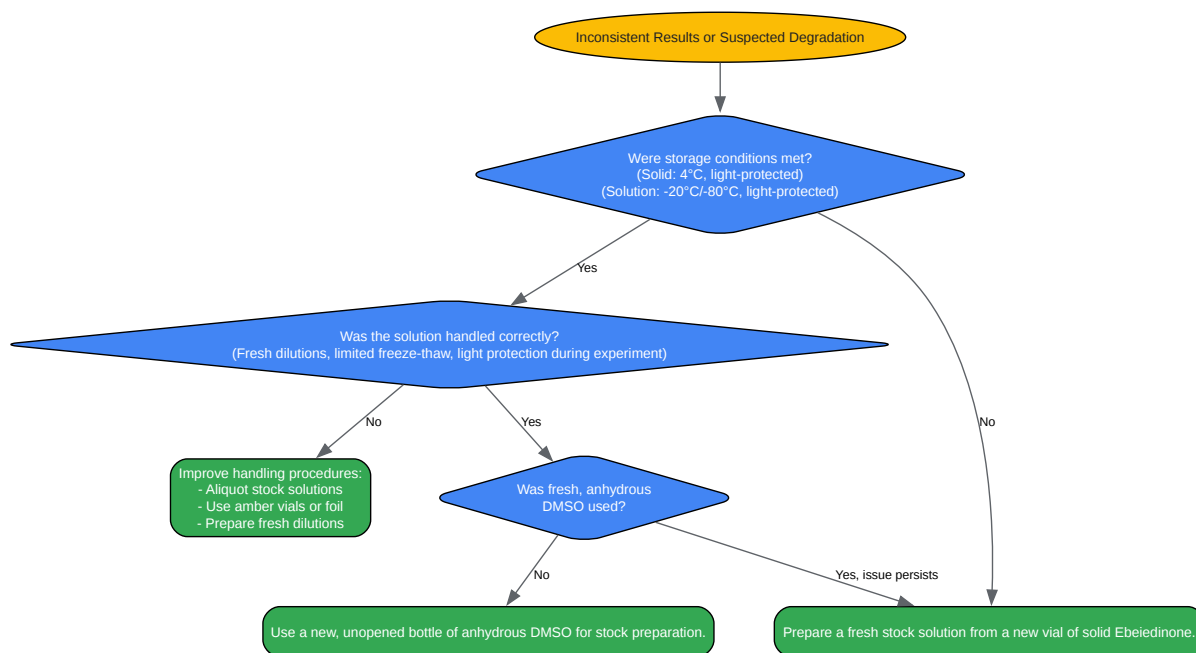 Inconsistent Results or Suspected Degradation
Were storage conditions met?
(Solid: 4°C, light-protected)
(Solution: -20°C/-80°C, light-protected)
Yes
Was the solution handled correctly?
(Fresh dilutions, limited freeze-thaw, light protection during experiment)
No
Yes
No
Improve handling procedures:
- Aliquot stock solutions
- Use amber vials or foil
- Prepare fresh dilutions
Was fresh, anhydrous
DMSO used?
No
Yes, issue persists
Use a new, unopened bottle of anhydrous DMSO for stock preparation.
Prepare a fresh stock solution from a new vial of solid Ebeiedinone.